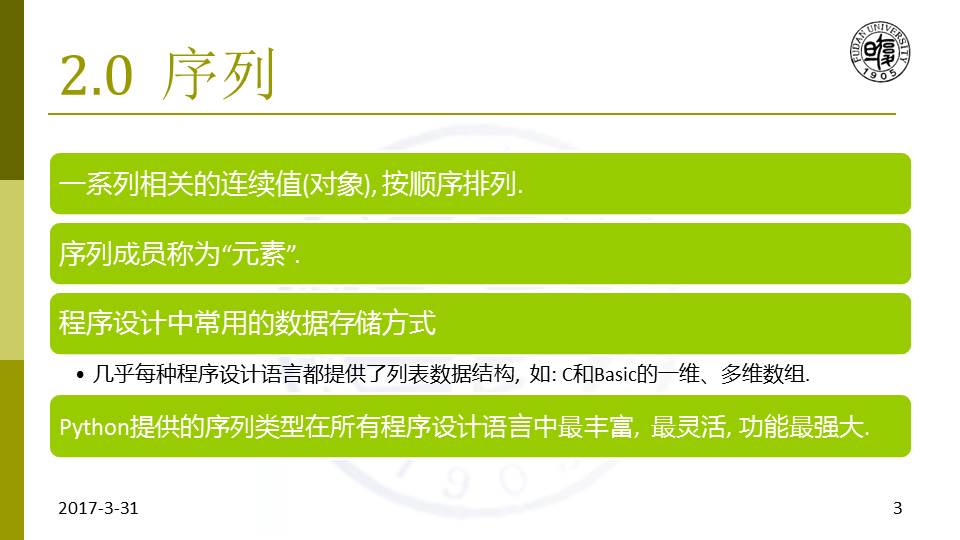 2.0 序列
FUDAN UNIVERSITY
1905
一系列相关的连续值(对象), 按顺序排列.
序列成员称为“元素”.
程序设计中常用的数据存储方式
• 几乎每种程序设计语言都提供了列表数据结构, 如: C和Basic的一维、多维数组.
Python提供的序列类型在所有程序设计语言中最丰富, 最灵活, 功能最强大.
2017-3-31
3